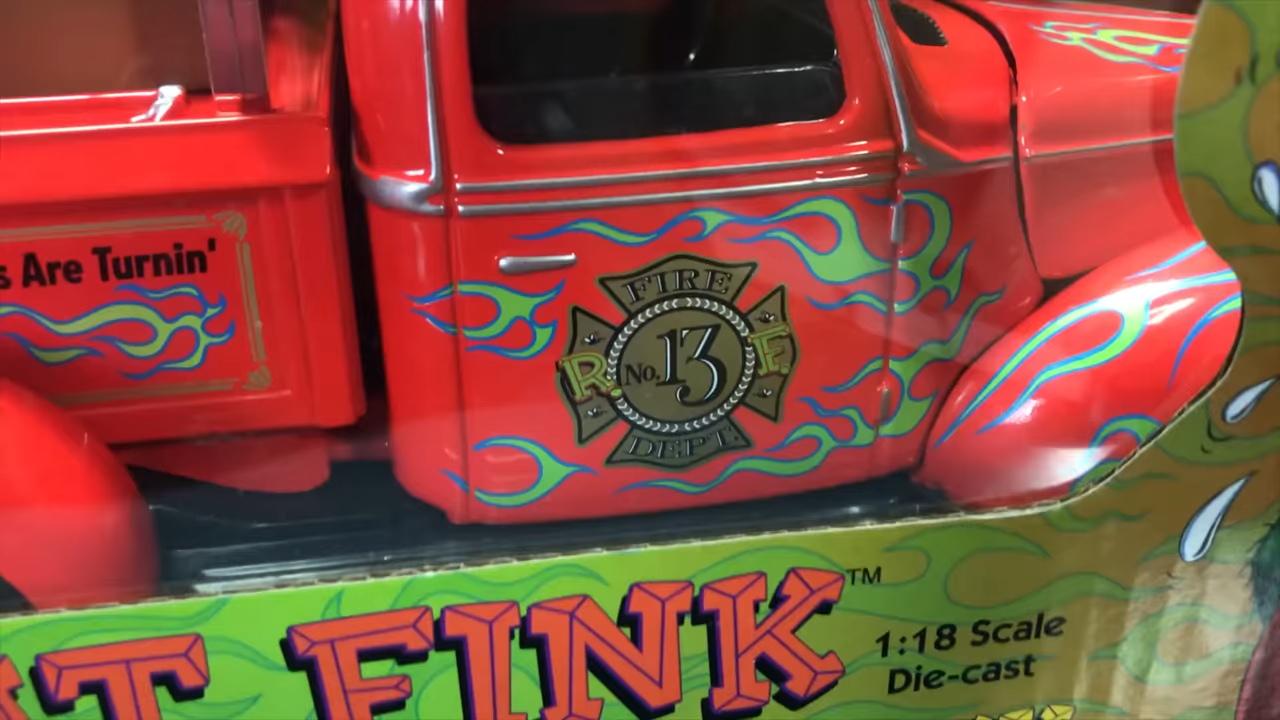 s Are Turnin'
FIRE
R. No. 13 F.
DEPT.
T FINK™
1:18 Scale
Die-cast